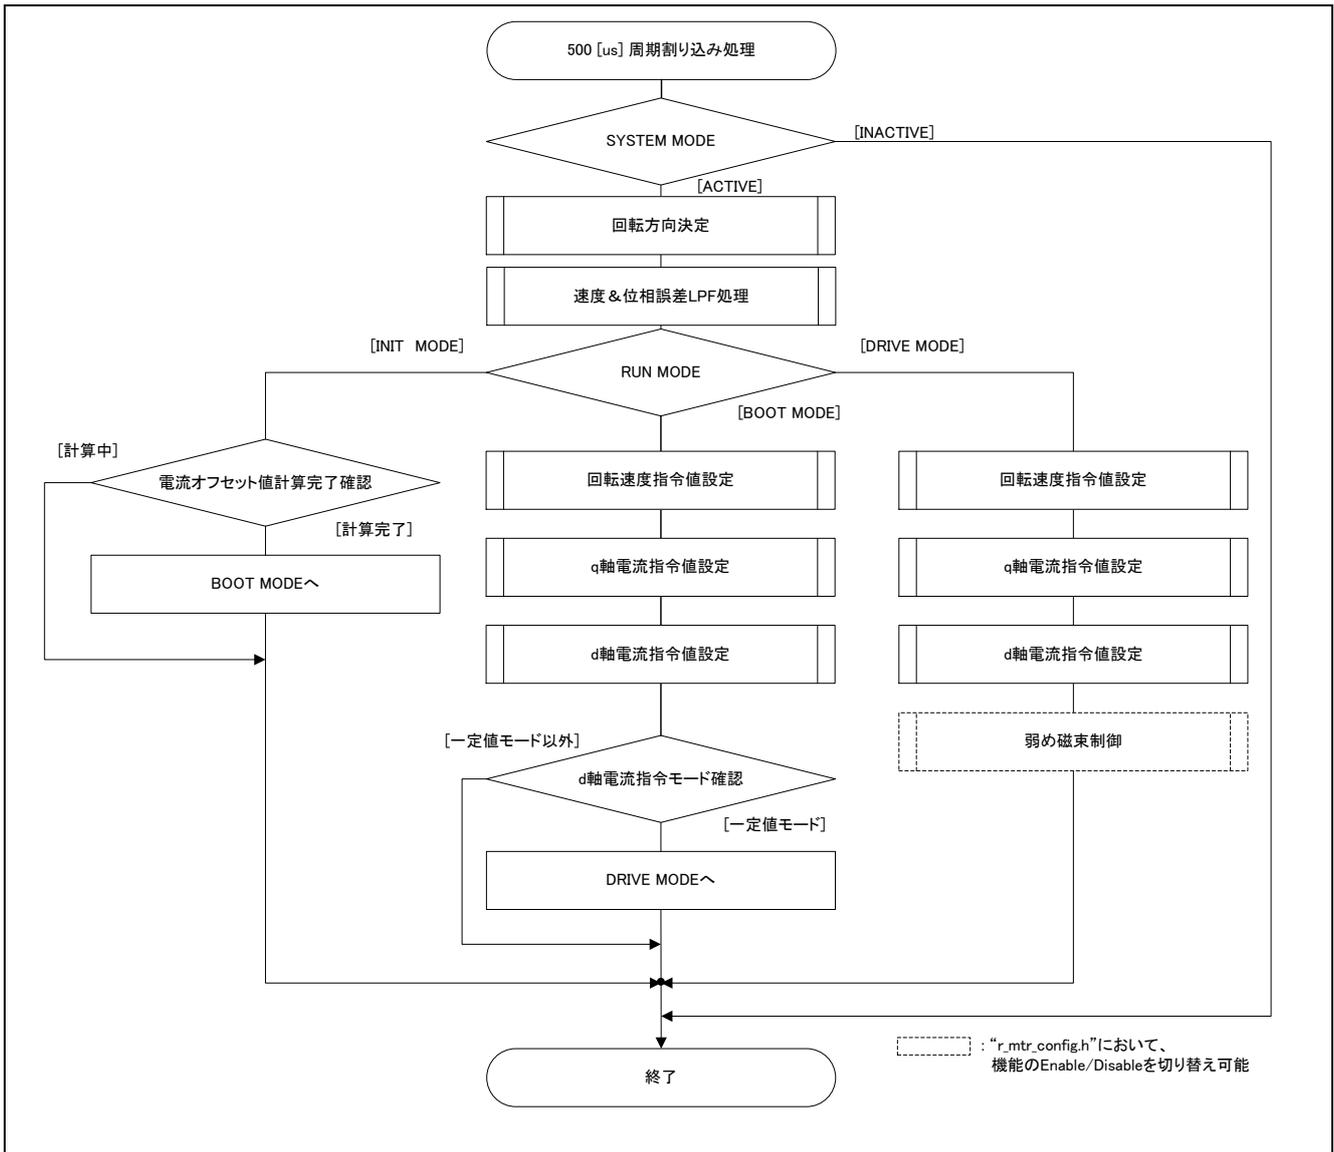 500 [us] 周期割り込み処理
SYSTEM MODE
[INACTIVE]
[ACTIVE]
回転方向決定
速度＆位相誤差LPF処理
[INIT　MODE]
[DRIVE MODE]
RUN MODE
[BOOT MODE]
[計算中]
電流オフセット値計算完了確認
[計算完了]
BOOT MODEへ
回転速度指令値設定
q軸電流指令値設定
d軸電流指令値設定
[一定値モード以外]
d軸電流指令モード確認
[一定値モード]
DRIVE MODEへ
回転速度指令値設定
q軸電流指令値設定
d軸電流指令値設定
弱め磁束制御
終了
: “r_mtr_config.h”において、
機能のEnable/Disableを切り替え可能